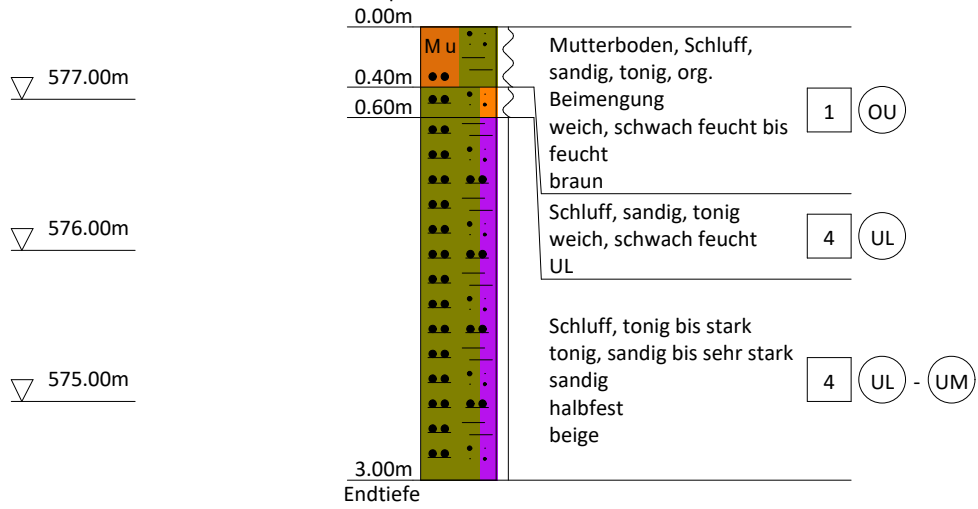 0.00m
M u
577.00m
0.40m
0.60m
Mutterboden, Schluff,
sandig, tonig, org.
Beimengung
weich, schwach feucht bis
feucht
braun
1 OU
576.00m
Schluff, sandig, tonig
weich, schwach feucht
UL
4 UL
575.00m
Schluff, tonig bis stark
tonig, sandig bis sehr stark
sandig
halbfest
beige
4 UL - UM
3.00m
Endtiefe